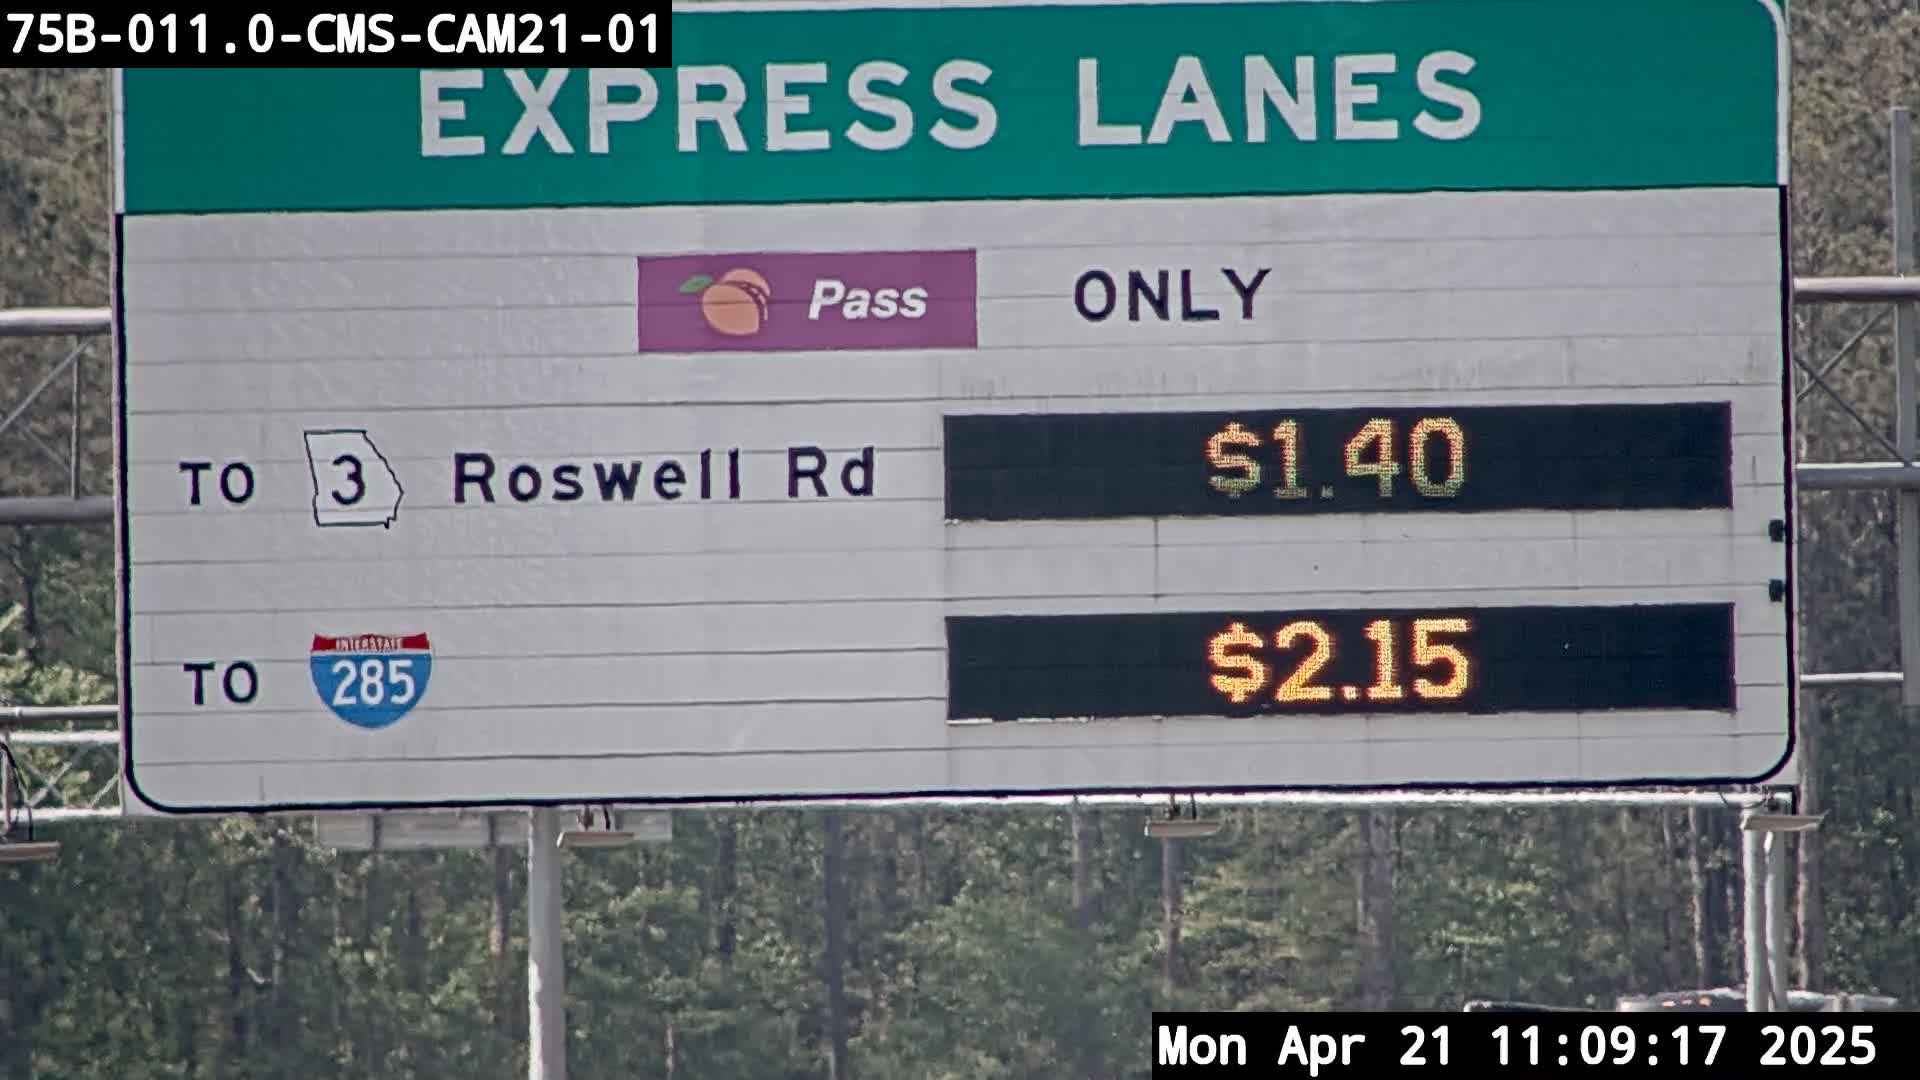 75B-011.0-CMS-CAM21-01
EXPRESS LANES
Pass ONLY
TO 3 Roswell Rd $1.40
INTERSTATE
TO 285 $2.15
Mon Apr 21 11:09:17 2025